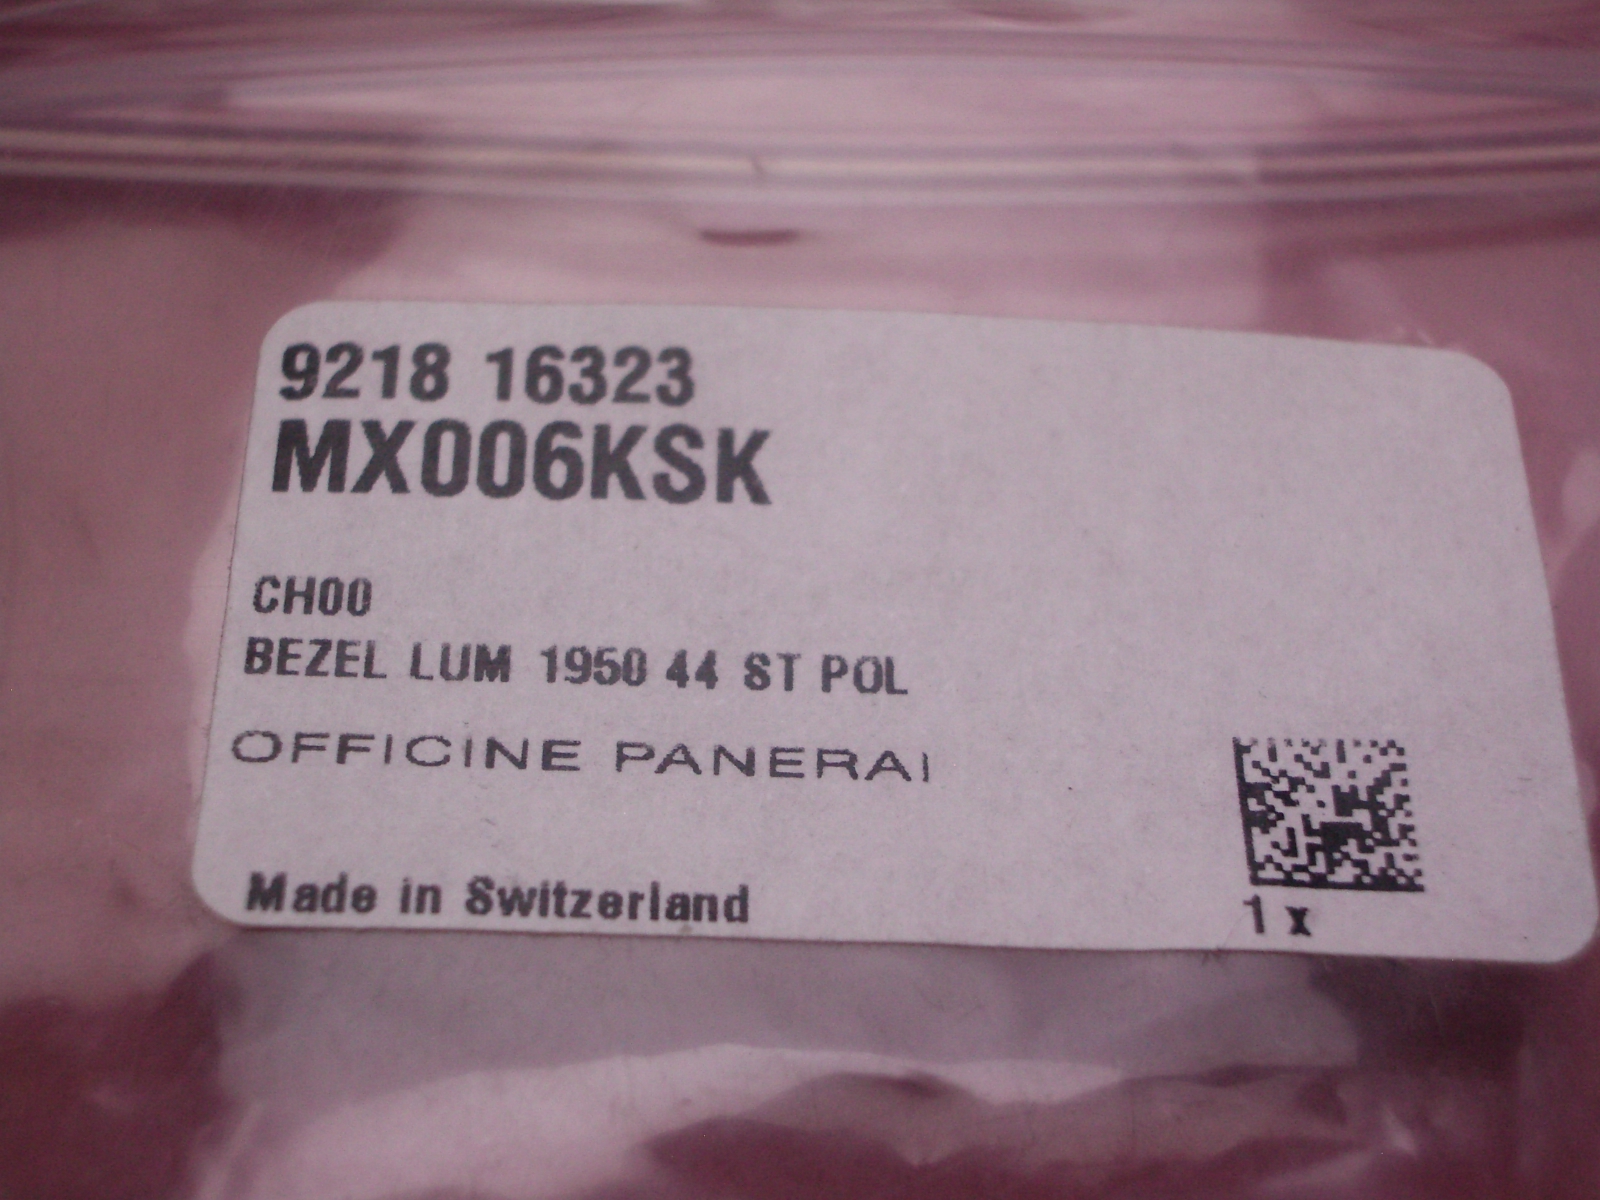 9218 16323
MX006KSK
CH00
BEZEL LUM 1950 44 ST POL
OFFICINE PANERAI
Made in Switzerland
1 x